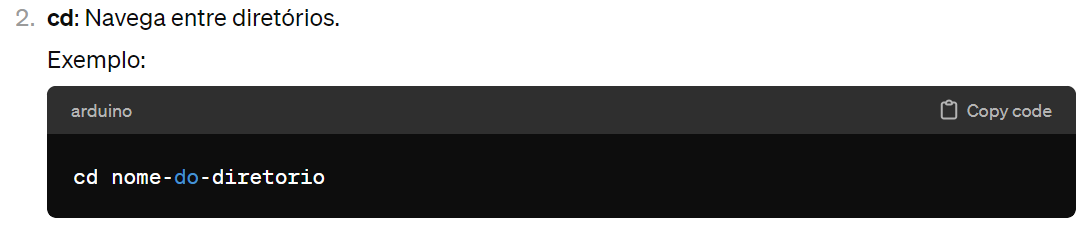 2. cd: Navega entre diretórios.
Exemplo:
arduino Copy code
cd nome-do-diretorio